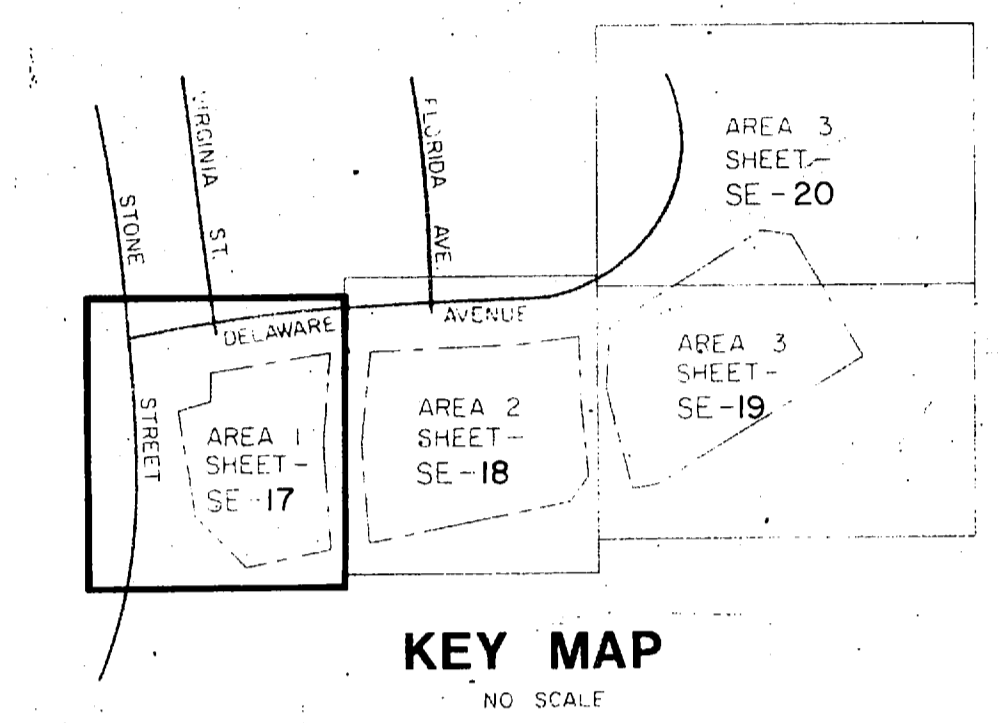 STONE
STREET
VIRGINIA ST.
FLORIDA AVE.
DELAWARE
AVENUE
AREA 1
SHEET-
SE-17
AREA 2
SHEET-
SE-18
AREA 3
SHEET-
SE-20
AREA 3
SHEET-
SE-19
KEY MAP
NO SCALE